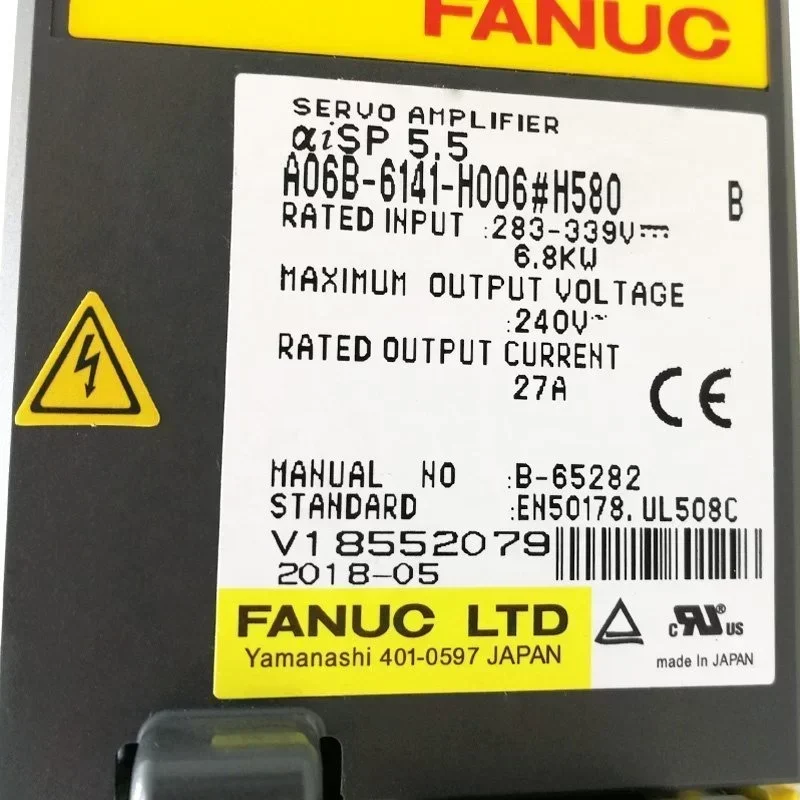 FANUC
SERVO AMPLIFIER
αiSP 5.5
A06B-6141-H006#H580 B
RATED INPUT :283-339V⎓
6.8KW
MAXIMUM OUTPUT VOLTAGE
:240V~
RATED OUTPUT CURRENT
27A
CE
MANUAL NO :B-65282
STANDARD :EN50178. UL508C
V18552079
2018-05
FANUC LTD
Yamanashi 401-0597 JAPAN
c RU US
made In JAPAN